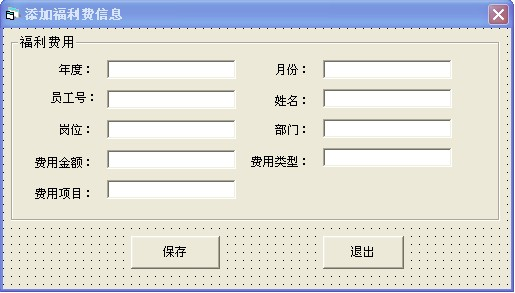 添加福利费信息
福利费用
年度： 月份：
员工号： 姓名：
岗位： 部门：
费用金额： 费用类型：
费用项目：
保存 退出